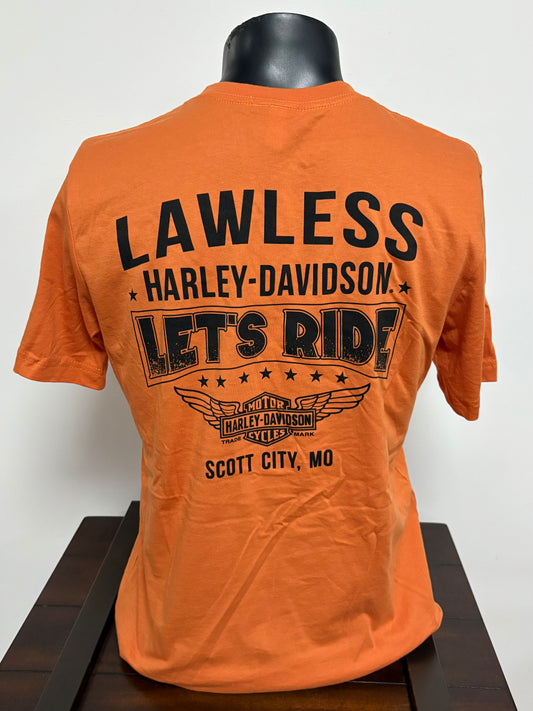 LAWLESS
HARLEY-DAVIDSON.
LET'S RIDE
MOTOR
HARLEY-DAVIDSON
CYCLES
TRADE MARK
SCOTT CITY, MO